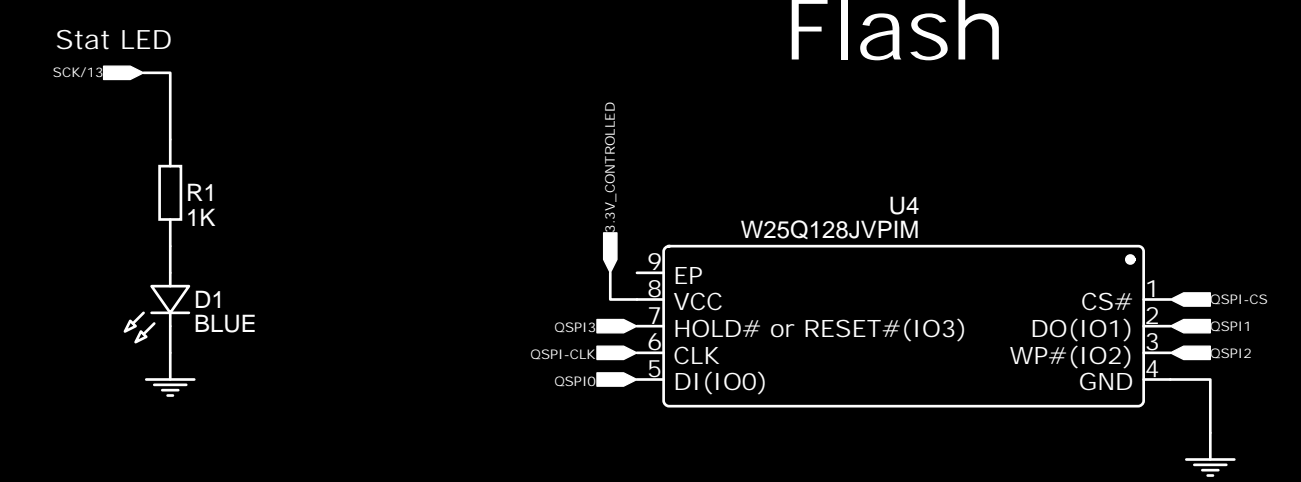 Flash
Stat LED
SCK/13
R1
1K
D1
BLUE
3.3V_CONTROLLED
U4
W25Q128JVPIM
9
EP
8
VCC
CS#
1
QSPI-CS
QSPI3
7
HOLD# or RESET#(IO3)
DO(IO1)
2
QSPI1
QSPI-CLK
6
CLK
WP#(IO2)
3
QSPI2
QSPI0
5
DI(IO0)
GND
4